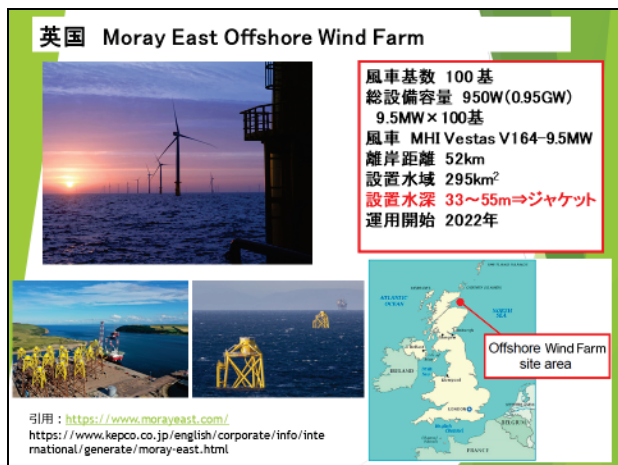 英国 Moray East Offshore Wind Farm
風車基数 100 基
総設備容量 950W(0.95GW)
9.5MW×100基
風車 MHI Vestas V164-9.5MW
離岸距離 52km
設置水域 295km²
設置水深 33～55m⇒ジャケット
運用開始 2022年
ATLANTIC
OCEAN
NORTH
SEA
Offshore Wind Farm
site area
IRELAND
LONDON
English
Channel
BELGIUM
FRANCE
引用：https://www.morayeast.com/
https://www.kepco.co.jp/english/corporate/info/inte
rnational/generate/moray-east.html